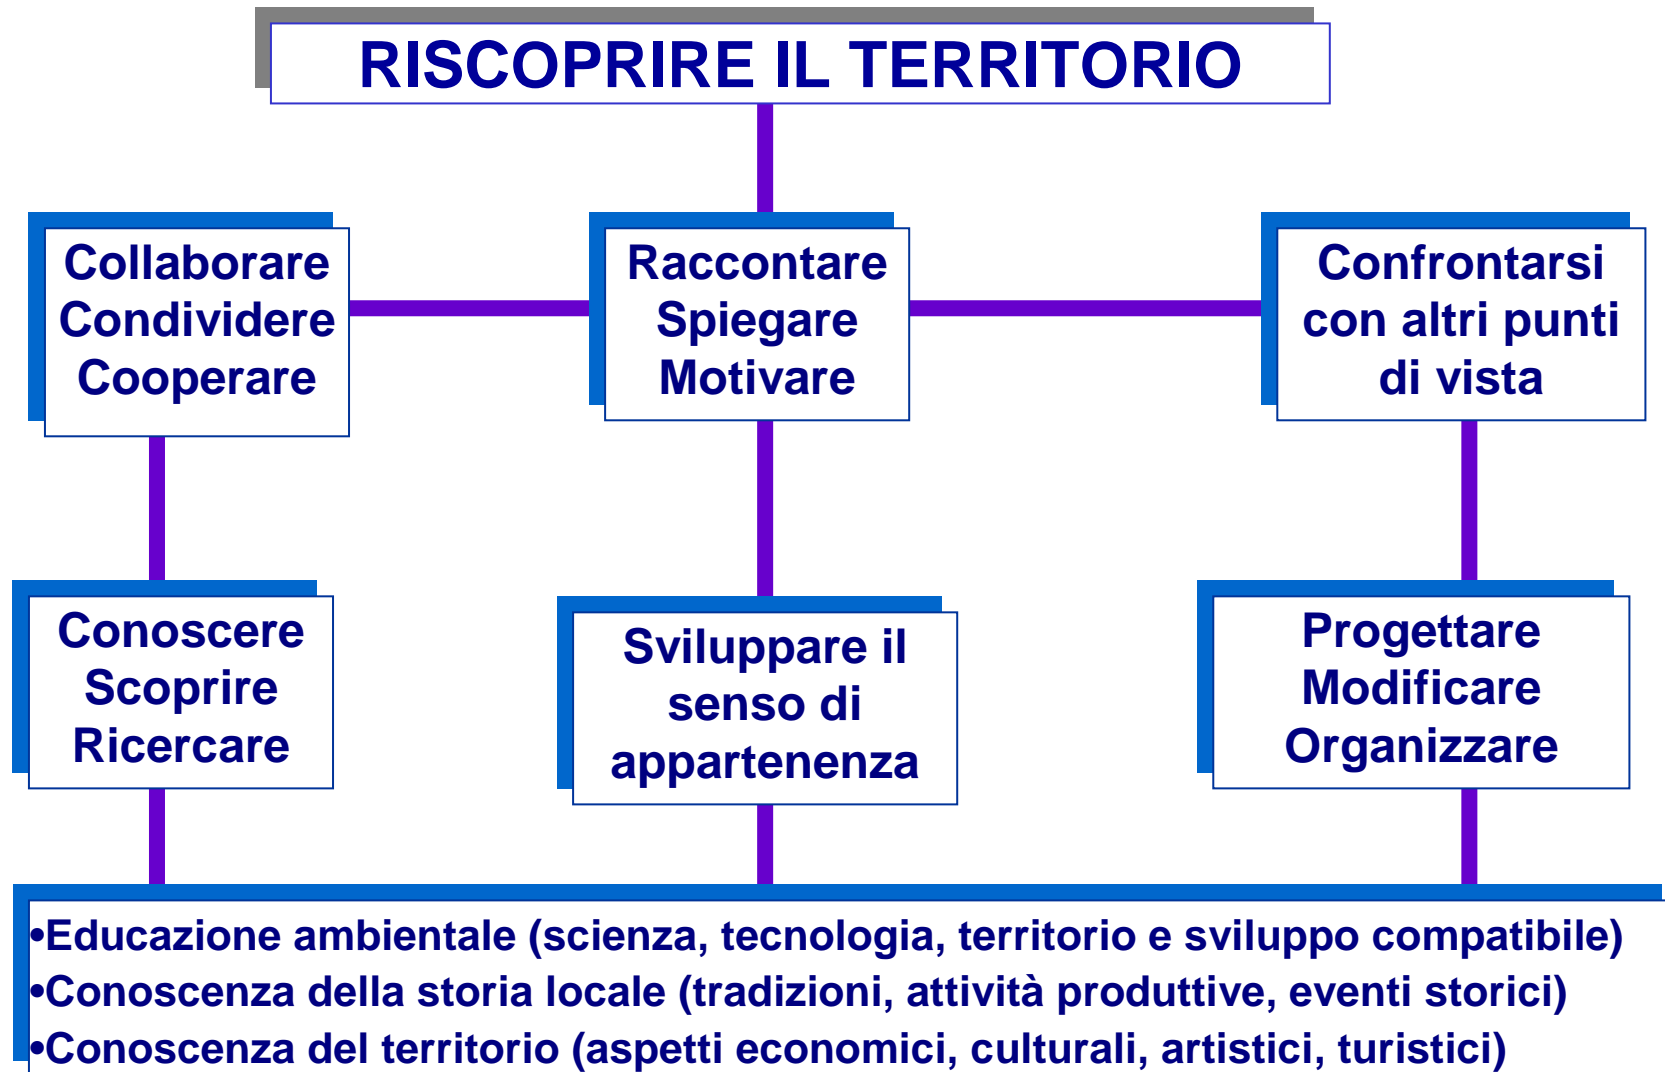 RISCOPRIRE IL TERRITORIO
Collaborare
Condividere
Cooperare
Raccontare
Spiegare
Motivare
Confrontarsi
con altri punti
di vista
Conoscere
Scoprire
Ricercare
Sviluppare il
senso di
appartenenza
Progettare
Modificare
Organizzare
•Educazione ambientale (scienza, tecnologia, territorio e sviluppo compatibile)
•Conoscenza della storia locale (tradizioni, attività produttive, eventi storici)
•Conoscenza del territorio (aspetti economici, culturali, artistici, turistici)